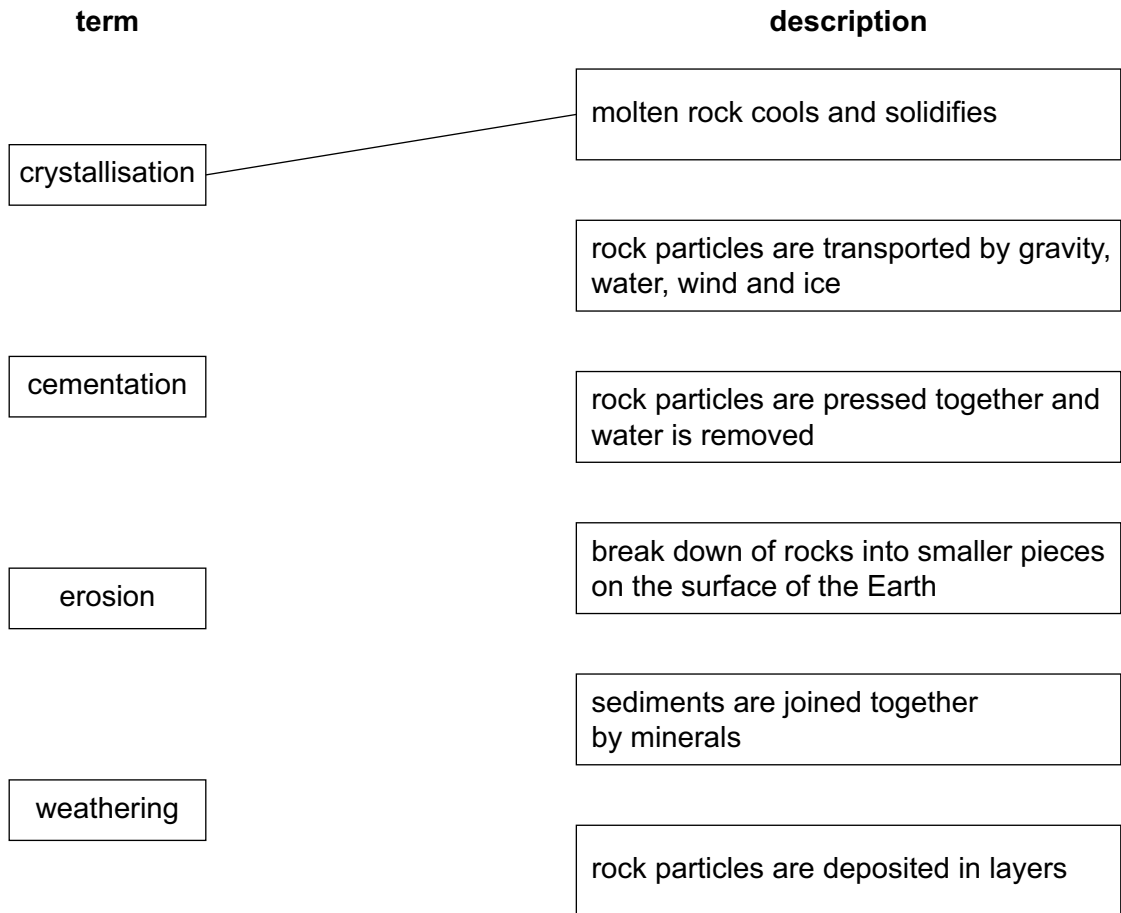 term
description
molten rock cools and solidifies
crystallisation
rock particles are transported by gravity,
water, wind and ice
cementation
rock particles are pressed together and
water is removed
break down of rocks into smaller pieces
on the surface of the Earth
erosion
sediments are joined together
by minerals
weathering
rock particles are deposited in layers